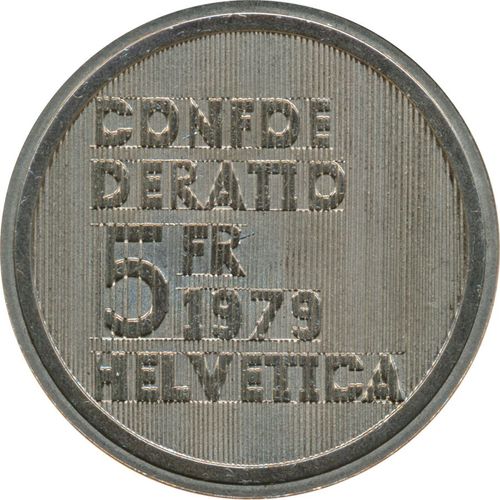 CONFOE
DERATIO
5 FR
1979
HELVETICA